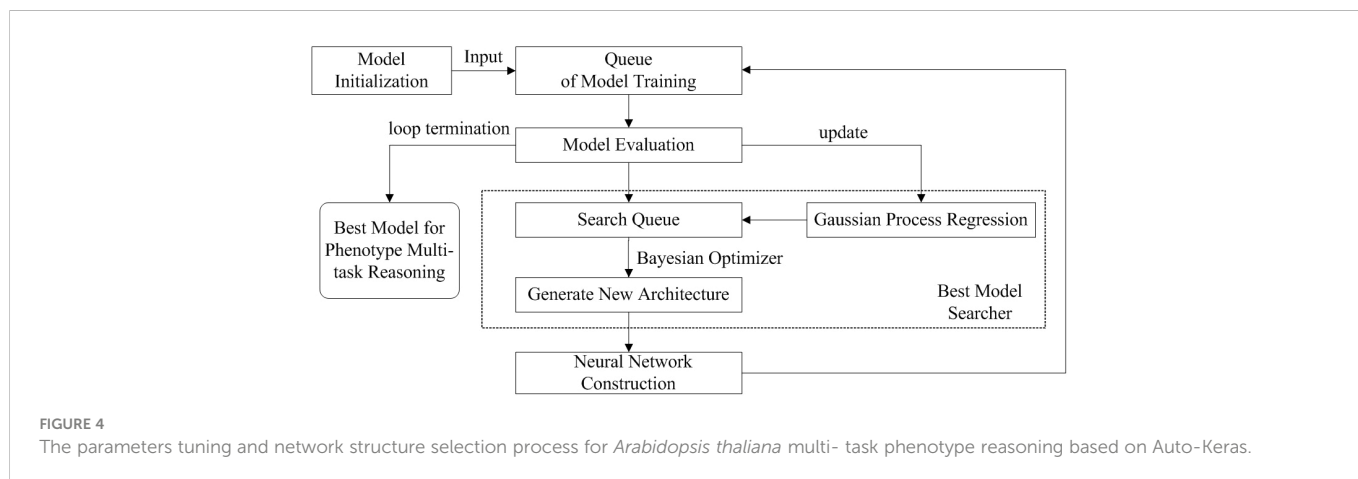 Model
Initialization
Input
Queue
of Model Training
loop termination
Model Evaluation
update
Best Model for
Phenotype Multi-
task Reasoning
Search Queue
Gaussian Process Regression
Bayesian Optimizer
Generate New Architecture
Best Model
Searcher
Neural Network
Construction
FIGURE 4
The parameters tuning and network structure selection process for Arabidopsis thaliana multi- task phenotype reasoning based on Auto-Keras.